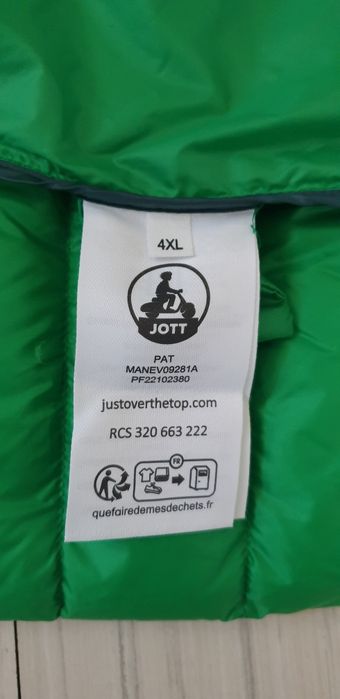 4XL
JOTT
PAT
MANEV09281A
PF22102380
justoverthetop.com
RCS 320 663 222
FR
quefairedemesdechets.fr